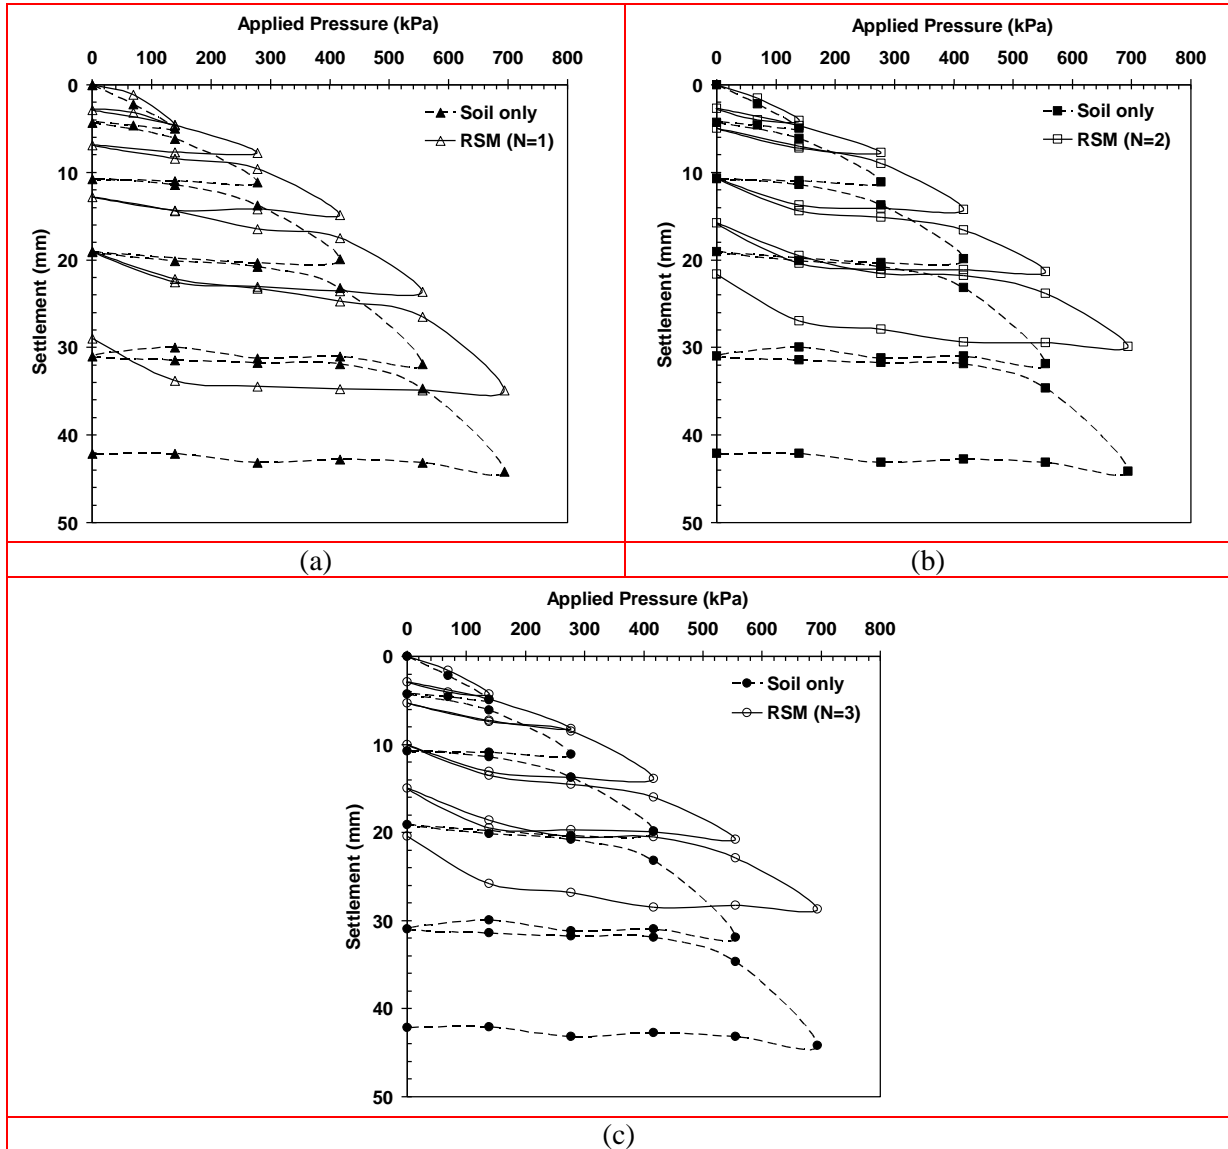 Applied Pressure (kPa)
0 100 200 300 400 500 600 700 800
0
10
20
30
40
50
Settlement (mm)
Soil only
RSM (N=1)
(a)
Applied Pressure (kPa)
0 100 200 300 400 500 600 700 800
0
10
20
30
40
50
Settlement (mm)
Soil only
RSM (N=2)
(b)
Applied Pressure (kPa)
0 100 200 300 400 500 600 700 800
0
10
20
30
40
50
Settlement (mm)
Soil only
RSM (N=3)
(c)